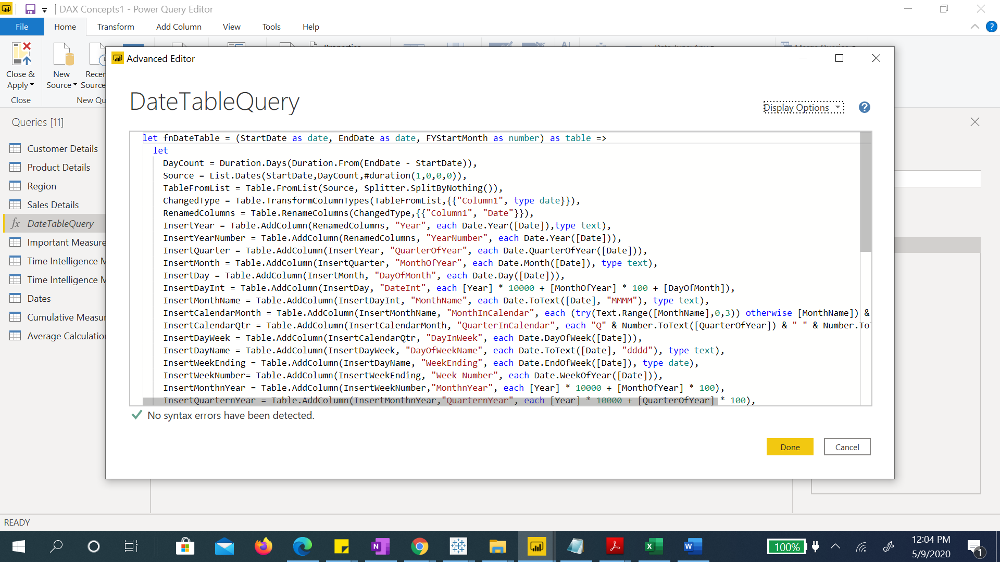 DAX Concepts1 - Power Query Editor
File Home Transform Add Column View Tools Help
Close & Apply
New Source
Recen Source
Close
New Qu
Advanced Editor
DateTableQuery
Display Options
Queries [11]
Customer Details
Product Details
Region
Sales Details
fx DateTableQuery
Important Measure
Time Intelligence M
Time Intelligence M
Dates
Cumulative Measur
Average Calculatio
let fnDateTable = (StartDate as date, EndDate as date, FYStartMonth as number) as table =>
let
DayCount = Duration.Days(Duration.From(EndDate - StartDate)),
Source = List.Dates(StartDate,DayCount,#duration(1,0,0,0)),
TableFromList = Table.FromList(Source, Splitter.SplitByNothing()),
ChangedType = Table.TransformColumnTypes(TableFromList,{{"Column1", type date}}),
RenamedColumns = Table.RenameColumns(ChangedType,{{"Column1", "Date"}}),
InsertYear = Table.AddColumn(RenamedColumns, "Year", each Date.Year([Date]),type text),
InsertYearNumber = Table.AddColumn(RenamedColumns, "YearNumber", each Date.Year([Date])),
InsertQuarter = Table.AddColumn(InsertYear, "QuarterOfYear", each Date.QuarterOfYear([Date])),
InsertMonth = Table.AddColumn(InsertQuarter, "MonthOfYear", each Date.Month([Date]), type text),
InsertDay = Table.AddColumn(InsertMonth, "DayOfMonth", each Date.Day([Date])),
InsertDayInt = Table.AddColumn(InsertDay, "DateInt", each [Year] * 10000 + [MonthOfYear] * 100 + [DayOfMonth]),
InsertMonthName = Table.AddColumn(InsertDayInt, "MonthName", each Date.ToText([Date], "MMMM"), type text),
InsertCalendarMonth = Table.AddColumn(InsertMonthName, "MonthInCalendar", each (try(Text.Range([MonthName],0,3)) otherwise [MonthName]) &
InsertCalendarQtr = Table.AddColumn(InsertCalendarMonth, "QuarterInCalendar", each "Q" & Number.ToText([QuarterOfYear]) & " " & Number.To
InsertDayWeek = Table.AddColumn(InsertCalendarQtr, "DayInWeek", each Date.DayOfWeek([Date])),
InsertDayName = Table.AddColumn(InsertDayWeek, "DayOfWeekName", each Date.ToText([Date], "dddd"), type text),
InsertWeekEnding = Table.AddColumn(InsertDayName, "WeekEnding", each Date.EndOfWeek([Date]), type date),
InsertWeekNumber= Table.AddColumn(InsertWeekEnding, "Week Number", each Date.WeekOfYear([Date])),
InsertMonthnYear = Table.AddColumn(InsertWeekNumber,"MonthnYear", each [Year] * 10000 + [MonthOfYear] * 100),
InsertQuarternYear = Table.AddColumn(InsertMonthnYear,"QuarternYear", each [Year] * 10000 + [QuarterOfYear] * 100),
No syntax errors have been detected.
Done Cancel
READY
100%
12:04 PM
5/9/2020
1